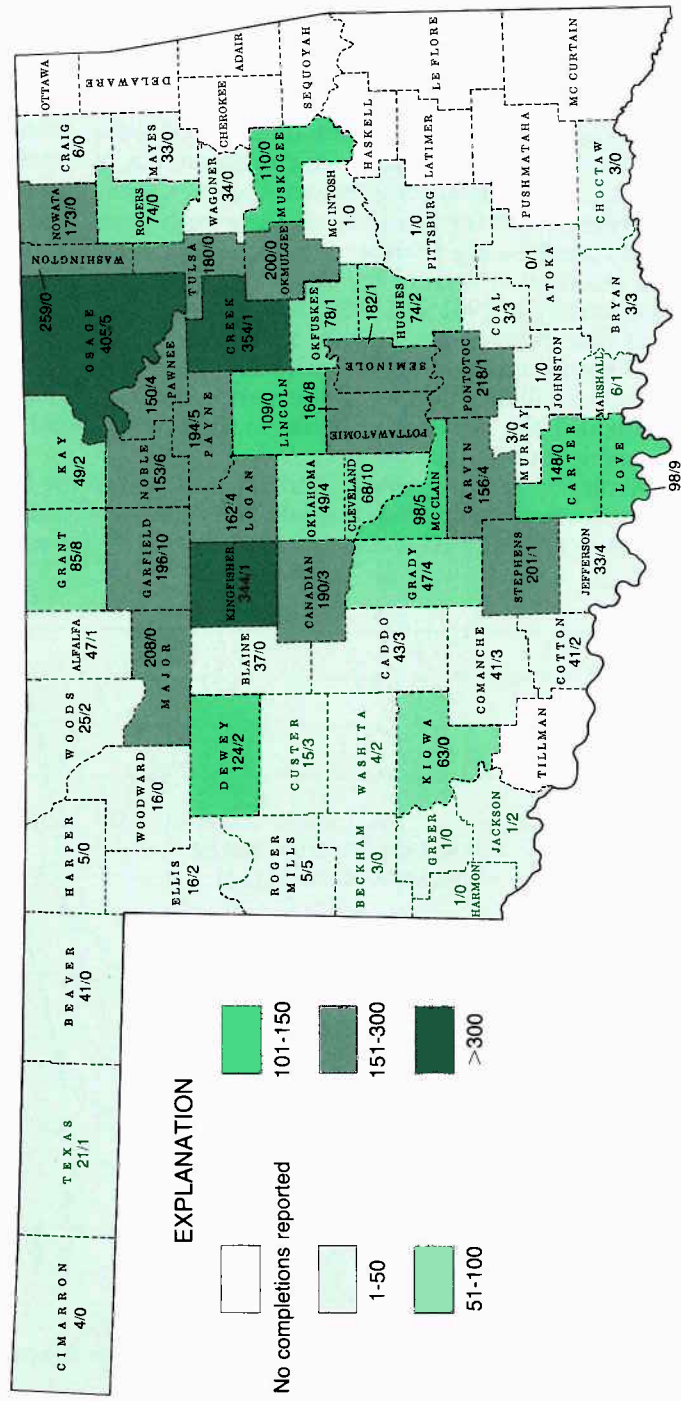 CIMARRON
4/0
TEXAS
21/1
BEAVER
41/0
HARPER
5/0
WOODS
25/2
ALFALFA
47/1
GRANT
85/8
KAY
49/2
OSAGE
405/5
259/0
WASHINGTON
NOWATA
173/0
CRAIG
6/0
OTTAWA
ELLIS
16/2
WOODWARD
16/0
208/0
MAJOR
GARFIELD
196/10
NOBLE
153/6
150/4
PAWNEE
ROGERS
74/0
MAYES
33/0
DELAWARE
DEWEY
124/2
BLAINE
37/0
KINGFISHER
344/1
162/4
LOGAN
194/5
PAYNE
CREEK
354/1
TULSA
180/0
WAGONER
34/0
CHEROKEE
ADAIR
ROGER
MILLS
5/5
CUSTER
15/3
CANADIAN
190/3
OKLAHOMA
49/4
109/0
LINCOLN
OKFUSKEE
78/1
200/0
OKMULGEE
110/0
MUSKOGEE
SEQUOYAH
BECKHAM
3/0
WASHITA
4/2
CADDO
43/3
GRADY
47/4
CLEVELAND
68/10
98/5
MC CLAIN
164/8
POTTAWATOMIE
SEMINOLE
182/1
HUGHES
74/2
MC INTOSH
1/0
HASKELL
GREER
1/0
1/0
HARMON
KIOWA
63/0
JACKSON
1/2
COMANCHE
41/3
GARVIN
156/4
PONTOTOC
218/1
1/0
PITTSBURG
LATIMER
LE FLORE
TILLMAN
COTTON
41/2
STEPHENS
201/1
MURRAY
3/0
COAL
3/3
JEFFERSON
33/4
148/0
CARTER
1/0
JOHNSTON
0/1
ATOKA
PUSHMATAHA
MC CURTAIN
LOVE
98/9
MARSHALL
6/1
BRYAN
3/3
CHOCTAW
3/0
EXPLANATION
No completions reported
1-50
51-100
101-150
151-300
>300